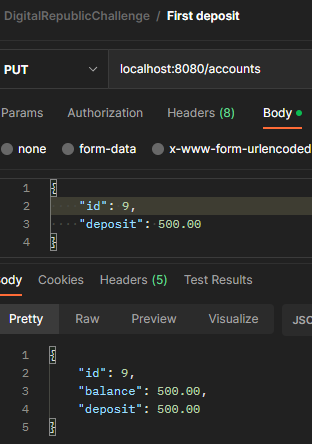 DigitalRepublicChallenge / First deposit
PUT localhost:8080/accounts
Params Authorization Headers (8) Body
none form-data x-www-form-urlencoded
1 {
2 "id": 9,
3 "deposit": 500.00
4 }
Body Cookies Headers (5) Test Results
Pretty Raw Preview Visualize JSO
1 {
2 "id": 9,
3 "balance": 500.00,
4 "deposit": 500.00
5 }